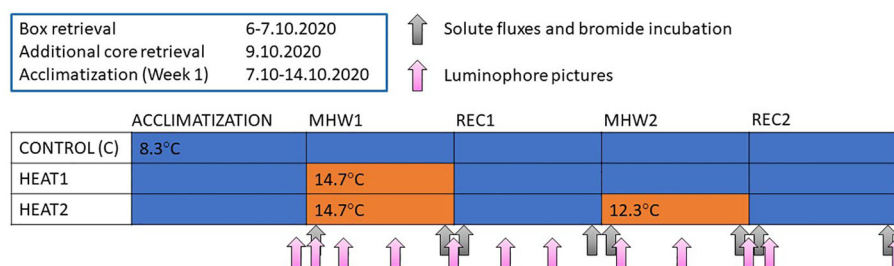 Box retrieval 6-7.10.2020
Additional core retrieval 9.10.2020
Acclimatization (Week 1) 7.10-14.10.2020
Solute fluxes and bromide incubation
Luminophore pictures
ACCLIMATIZATION MHW1 REC1 MHW2 REC2
CONTROL (C) 8.3°C
HEAT1 14.7°C
HEAT2 14.7°C 12.3°C